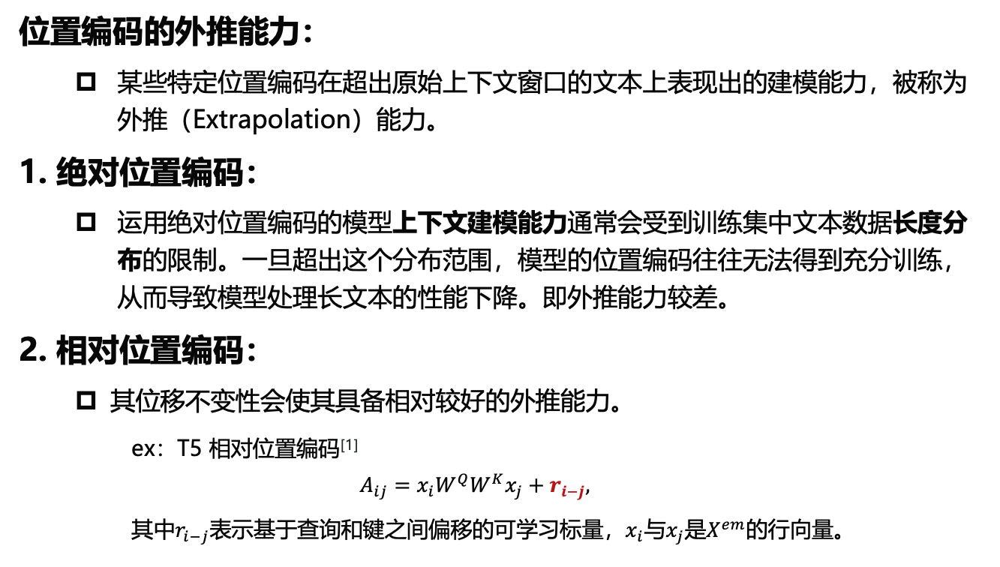 位置编码的外推能力：
某些特定位置编码在超出原始上下文窗口的文本上表现出的建模能力，被称为
外推（Extrapolation）能力。
1. 绝对位置编码：
运用绝对位置编码的模型上下文建模能力通常会受到训练集中文本数据长度分
布的限制。一旦超出这个分布范围，模型的位置编码往往无法得到充分训练，
从而导致模型处理长文本的性能下降。即外推能力较差。
2. 相对位置编码：
其位移不变性会使其具备相对较好的外推能力。
ex：T5 相对位置编码[1]
A_{ij} = x_i W^Q W^K x_j + r_{i-j},
其中r_{i-j}表示基于查询和键之间偏移的可学习标量，x_i与x_j是X^{em}的行向量。